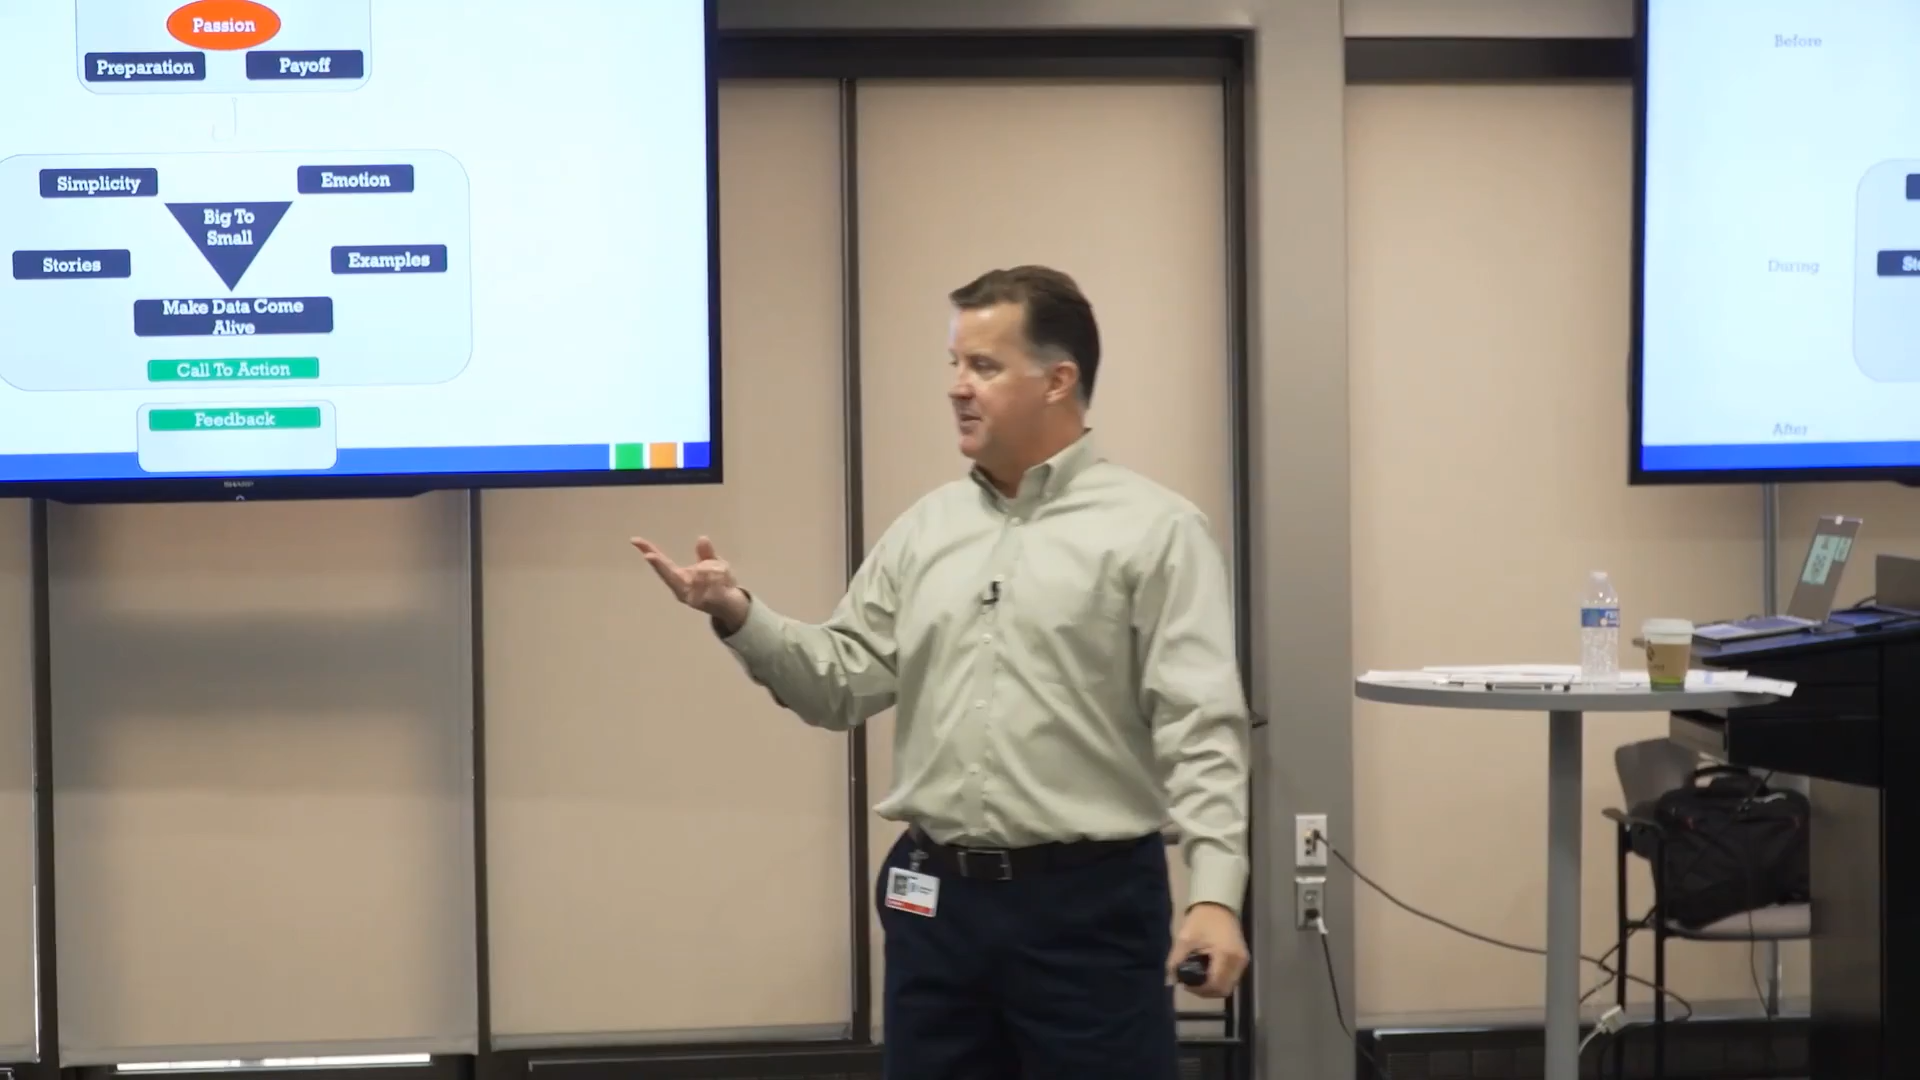 Passion
Preparation
Payoff
Simplicity
Emotion
Big To
Small
Stories
Examples
Make Data Come
Alive
Call To Action
Feedback
SHARP
Before
During
After